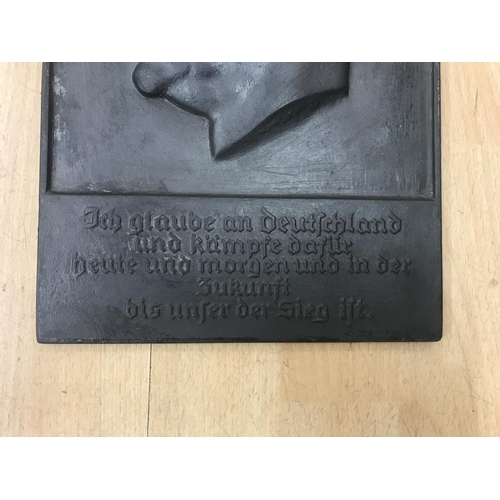 Ich glaube an Deutschland
und kämpfe dafür
heute und morgen und in der
Zukunft
bis unser der Sieg ist.